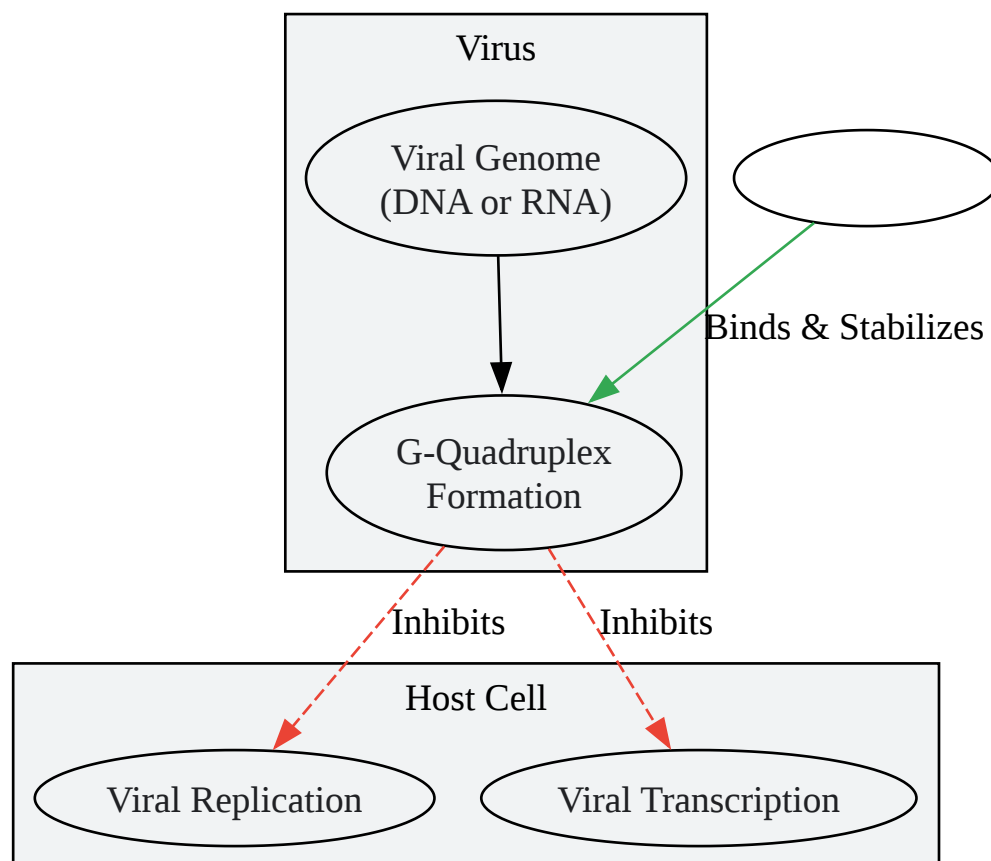 Virus
Viral Genome
(DNA or RNA)
Binds & Stabilizes
G-Quadruplex
Formation
Inhibits
Inhibits
Host Cell
Viral Replication
Viral Transcription